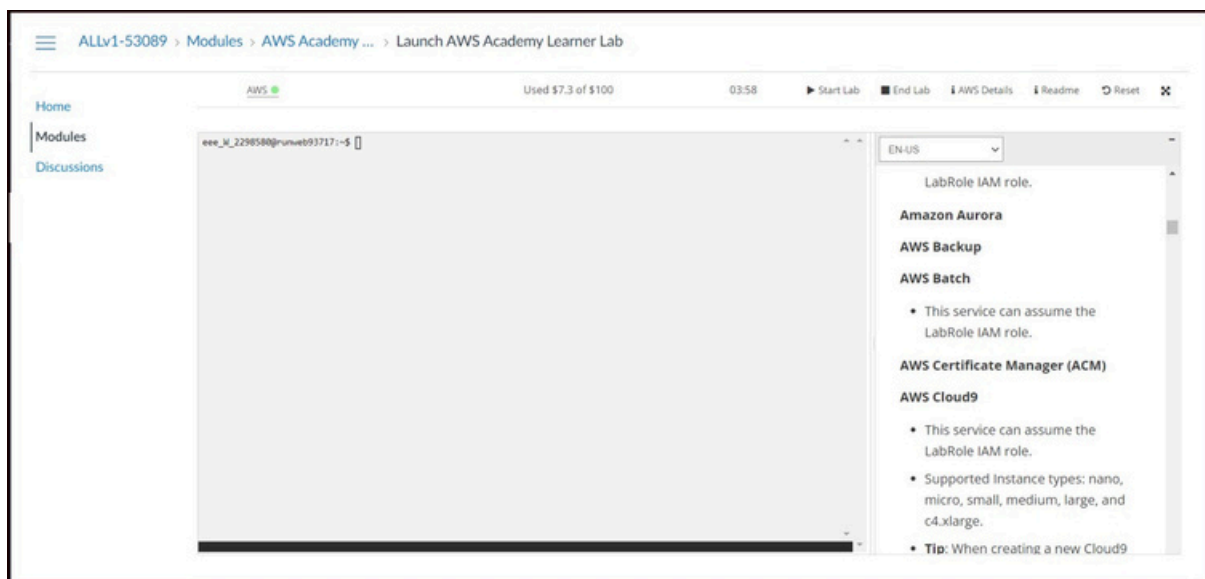 ALLv1-53089 > Modules > AWS Academy ... > Launch AWS Academy Learner Lab
AWS Used $7.3 of $100 03:58 Start Lab End Lab AWS Details Readme Reset
Home
Modules
Discussions
eee_W_2298580@runweb93717:~$
EN-US
LabRole IAM role.
Amazon Aurora
AWS Backup
AWS Batch
• This service can assume the
LabRole IAM role.
AWS Certificate Manager (ACM)
AWS Cloud9
• This service can assume the
LabRole IAM role.
• Supported Instance types: nano,
micro, small, medium, large, and
c4.xlarge.
• Tip: When creating a new Cloud9